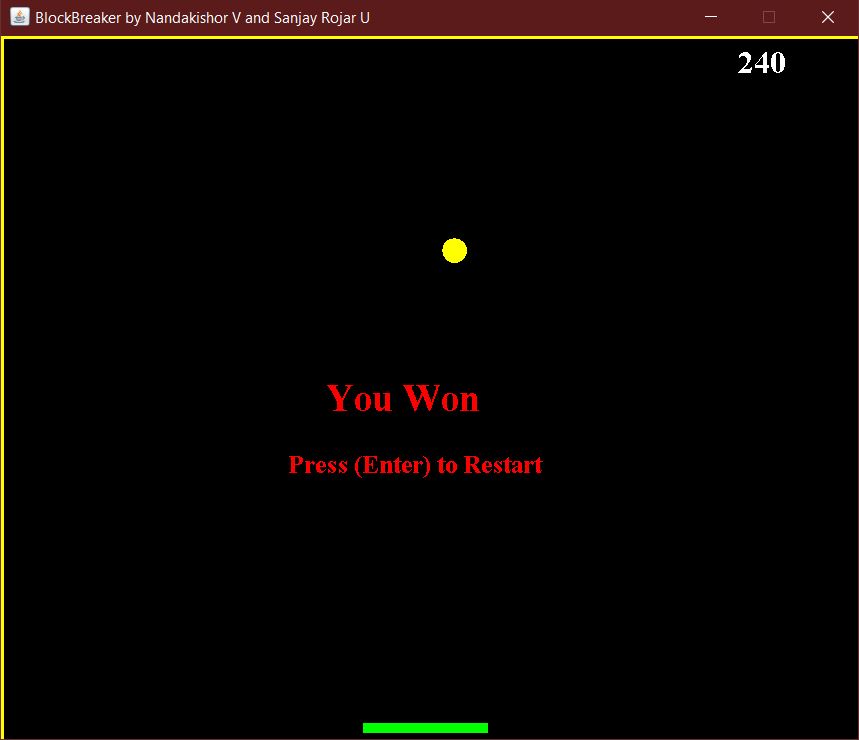 BlockBreaker by Nandakishor V and Sanjay Rojar U
240
You Won
Press (Enter) to Restart